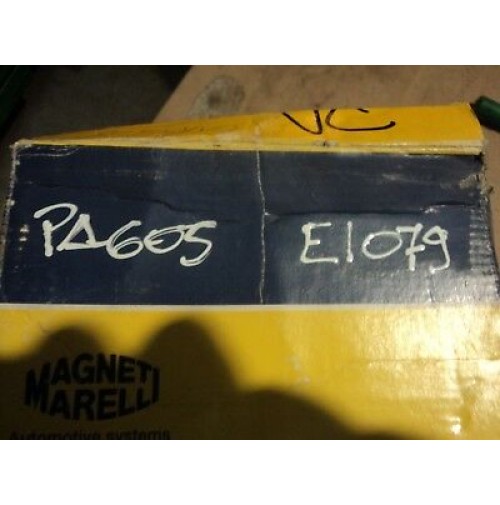 VC
PA605 E1079
MAGNETI
MARELLI
Automotive systems